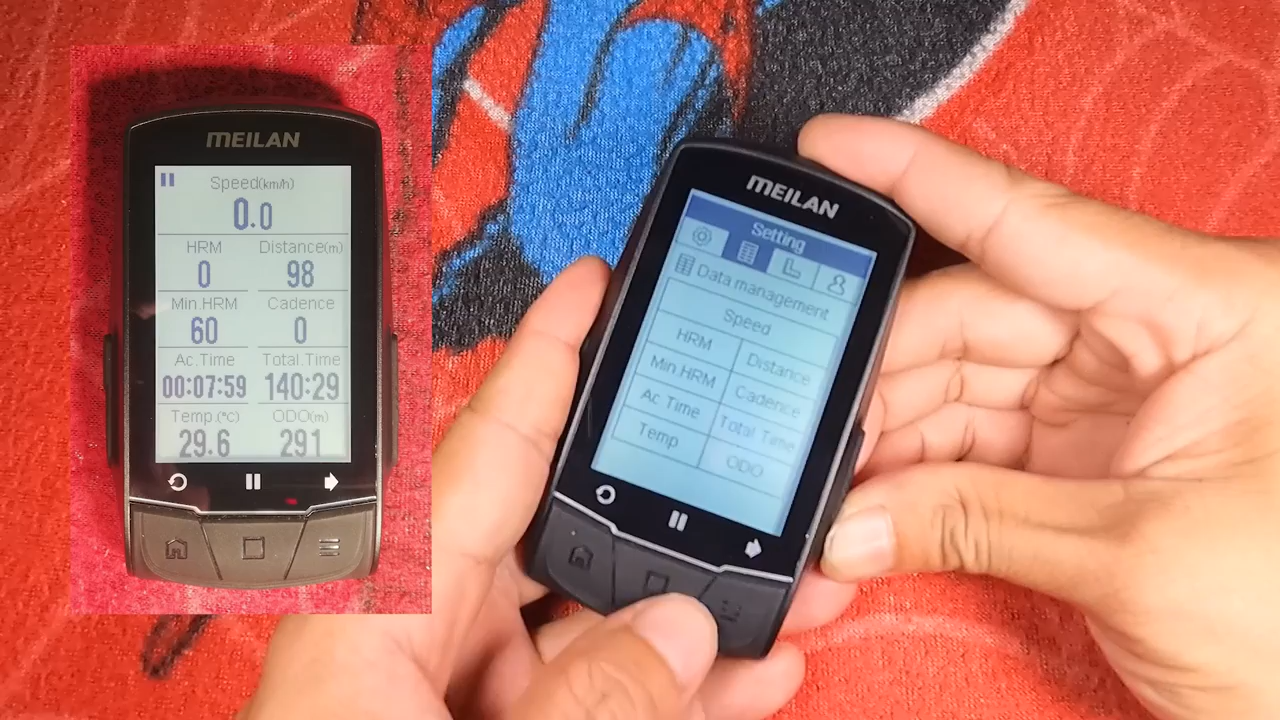 MEILAN
Speed(km/h)
0.0
HRM Distance(m)
0 98
Min.HRM Cadence
60 0
Ac.Time Total.Time
00:07:59 140:29
Temp.(°C) ODO(m)
29.6 291
MEILAN
Setting
Data management
Speed
HRM Distance
Min.HRM Cadence
Ac Time Total Time
Temp ODO